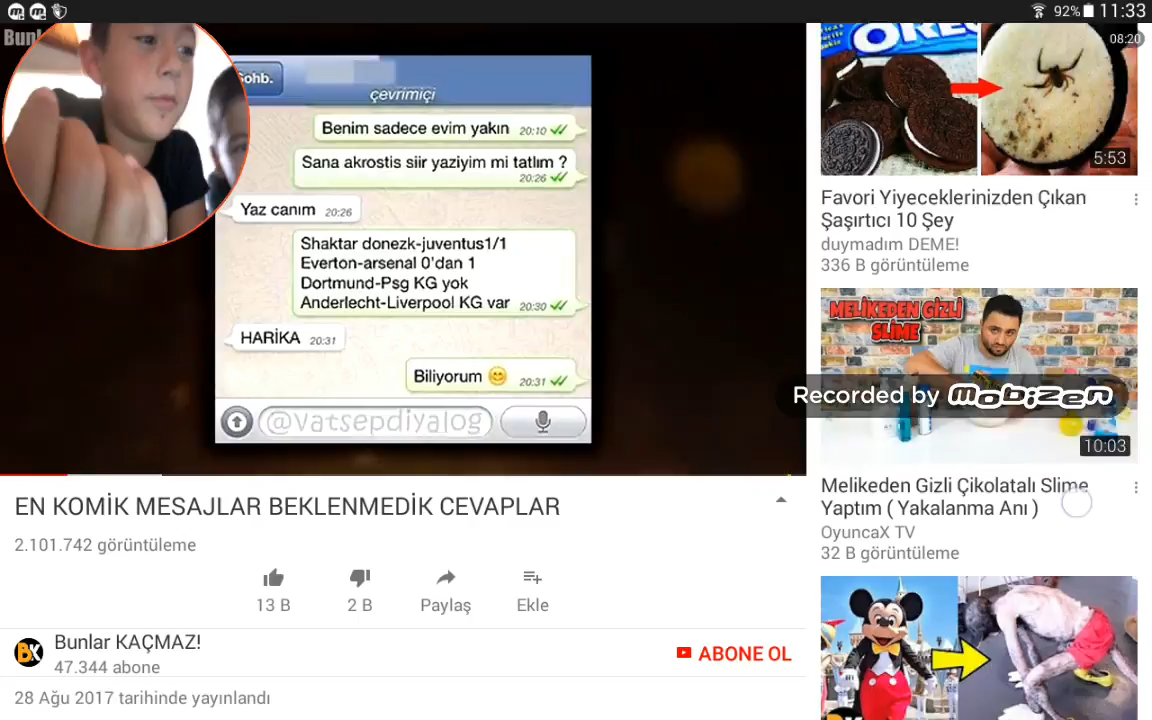 92% 11:33
Bun
Sohb.
çevrimiçi
Benim sadece evim yakın 20:10
Sana akrostis siir yaziyim mi tatlım ?
20:26
Yaz canım 20:26
Shaktar donezk-juventus1/1
Everton-arsenal 0'dan 1
Dortmund-Psg KG yok
Anderlecht-Liverpool KG var 20:30
HARİKA 20:31
Biliyorum 20:31
@vatsepdiyalog
EN KOMİK MESAJLAR BEKLENMEDİK CEVAPLAR
2.101.742 görüntüleme
13 B
2 B
Paylaş
Ekle
BK
Bunlar KAÇMAZ!
47.344 abone
ABONE OL
28 Ağu 2017 tarihinde yayınlandı
OREO
08:20
5:53
Favori Yiyeceklerinizden Çıkan
Şaşırtıcı 10 Şey
duymadım DEME!
336 B görüntüleme
MELİKEDEN GİZLİ
SLIME
Recorded by mobizen
10:03
Melikeden Gizli Çikolatalı Slime
Yaptım ( Yakalanma Anı )
OyuncaX TV
32 B görüntüleme